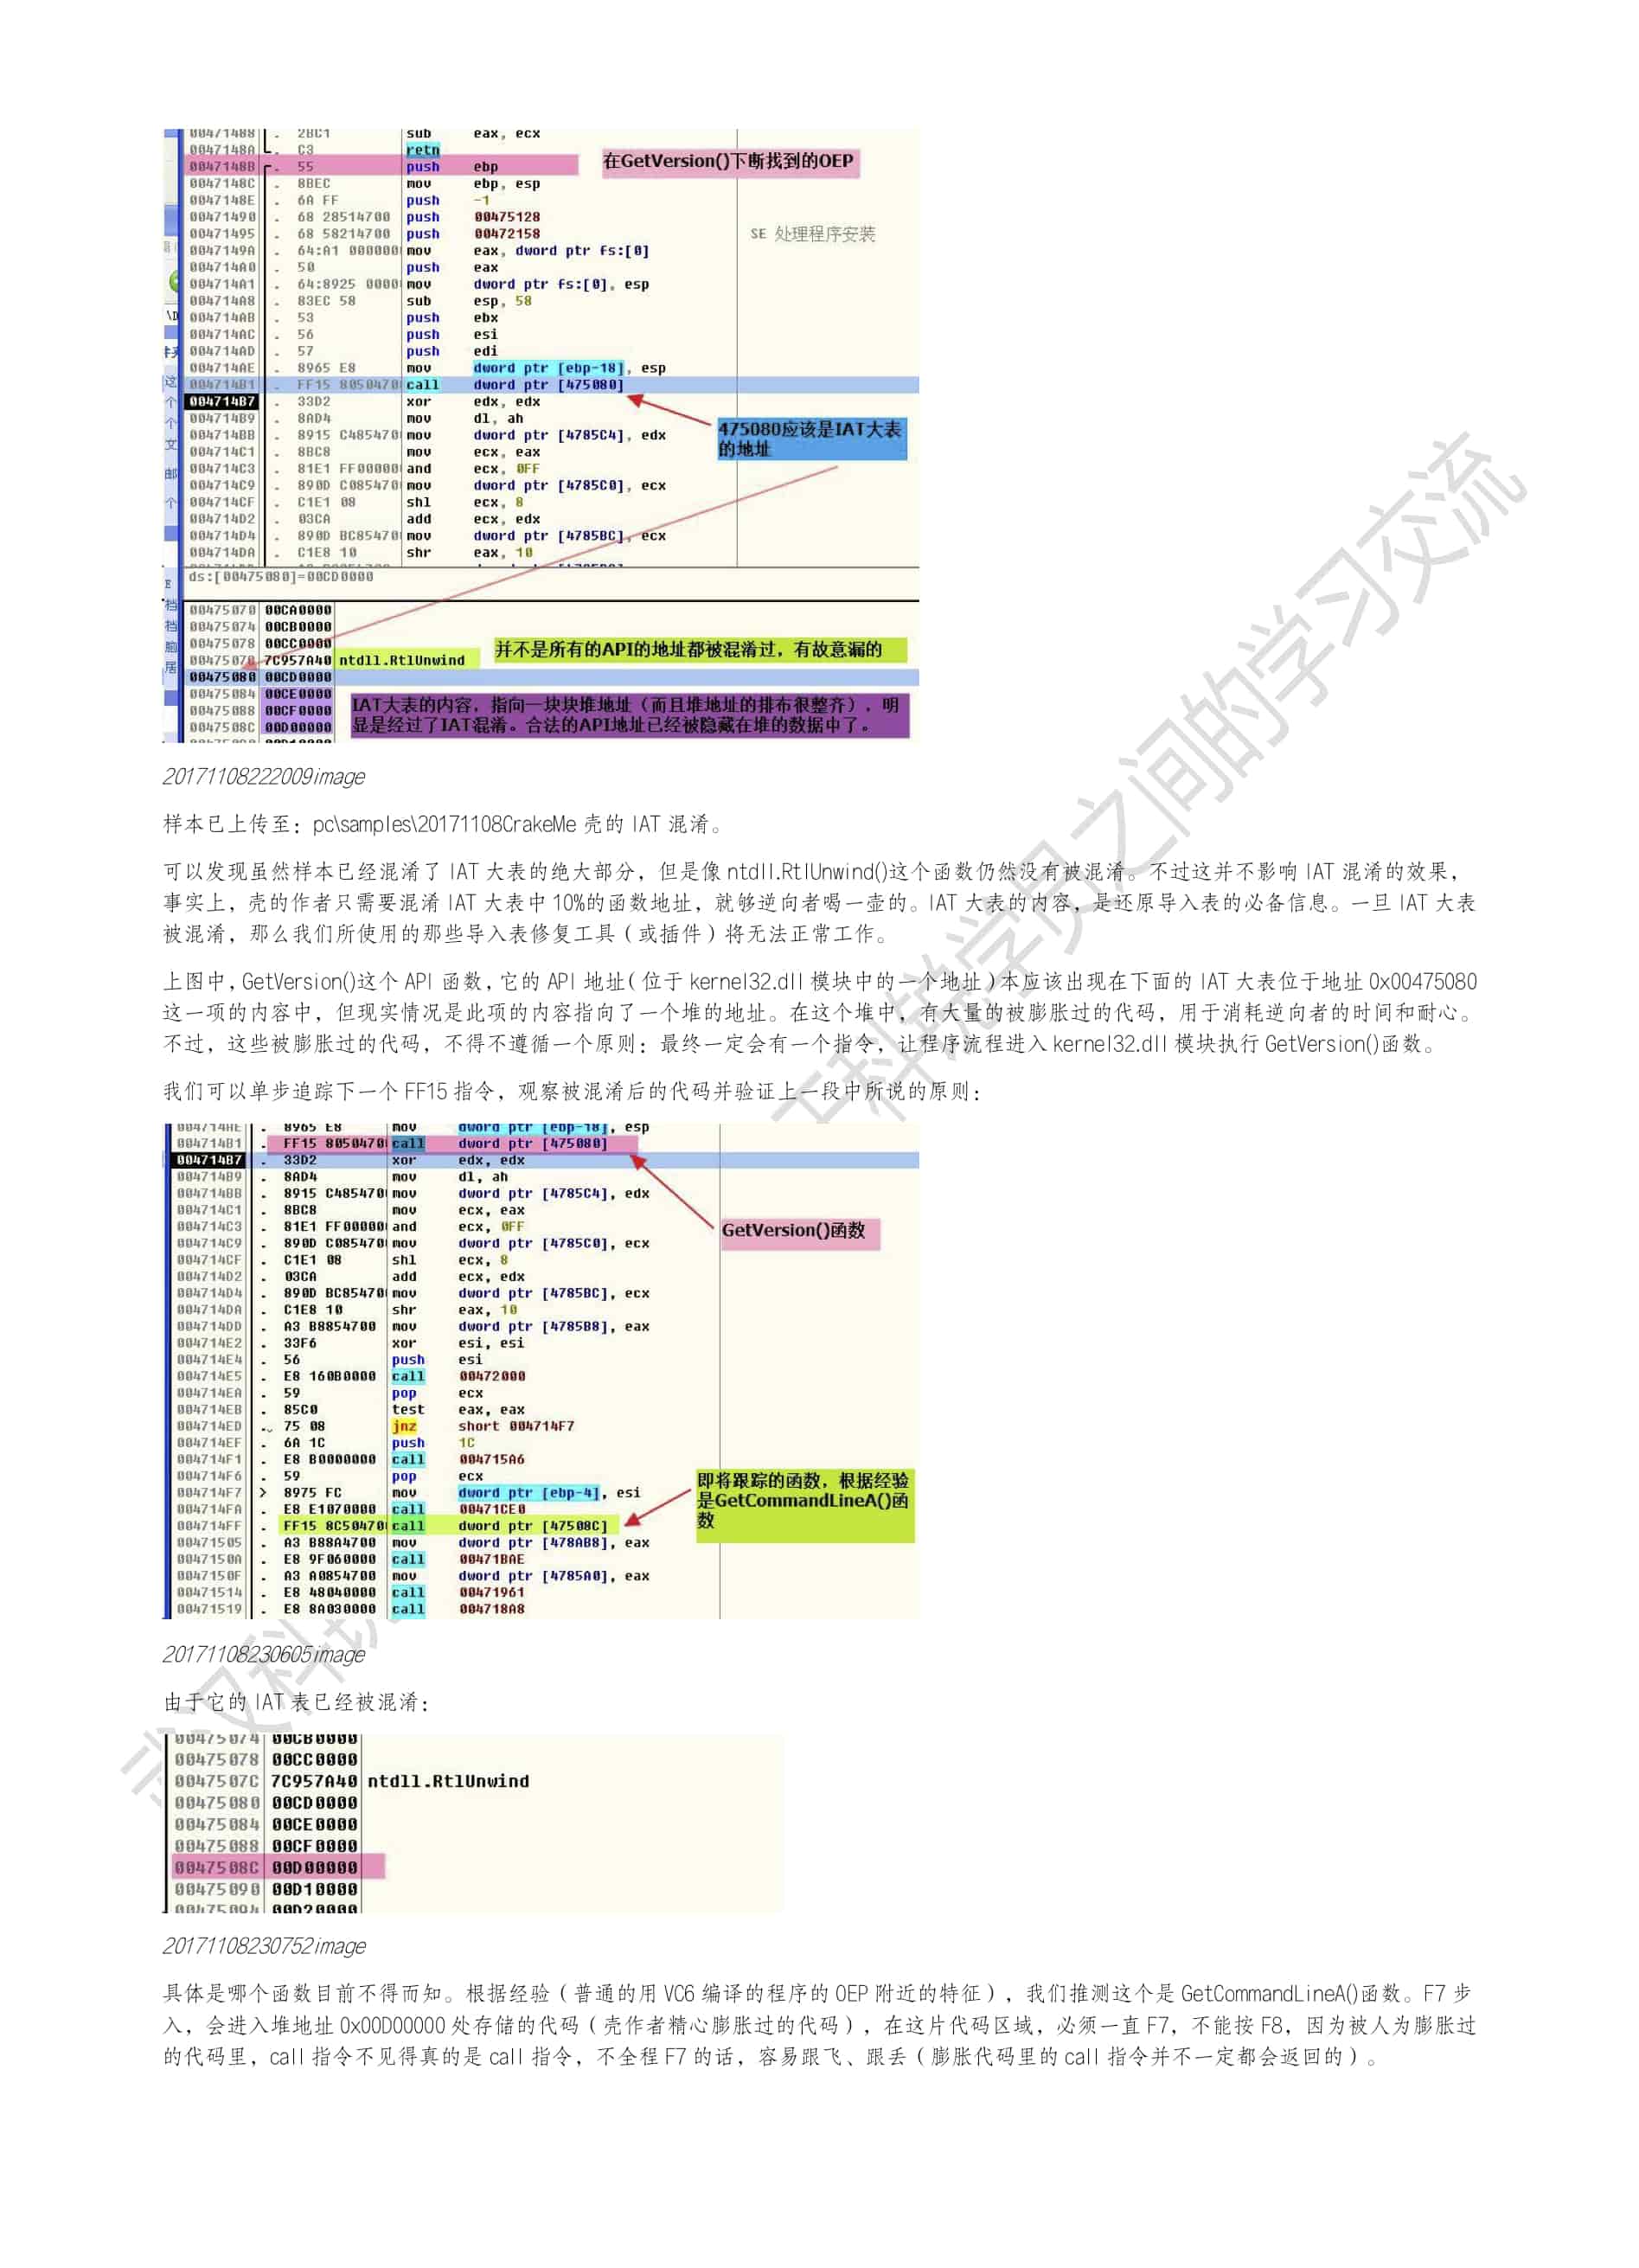 00471488 . 2BC1 sub eax, ecx
0047148A . C3 retn
0047148B . 55 push ebp 在GetVersion()下断找到的OEP
0047148C . 8BEC mov ebp, esp
0047148E . 6A FF push -1
00471490 . 68 28514700 push 00475128
00471495 . 68 58214700 push 00472158 SE 处理程序安装
0047149A . 64:A1 000000 mov eax, dword ptr fs:[0]
004714A0 . 50 push eax
004714A1 . 64:8925 0000 mov dword ptr fs:[0], esp
004714A8 . 83EC 58 sub esp, 58
004714AB . 53 push ebx
004714AC . 56 push esi
004714AD . 57 push edi
004714AE . 8965 E8 mov dword ptr [ebp-18], esp
004714B1 . FF15 8050470 call dword ptr [475080]
004714B7 . 33D2 xor edx, edx
004714B9 . 8AD4 mov dl, ah
475080应该是IAT大表
的地址
004714BB . 8915 C485470 mov dword ptr [4785C4], edx
004714C1 . 8BC8 mov ecx, eax
004714C3 . 81E1 FF00000 and ecx, 0FF
004714C9 . 890D C085470 mov dword ptr [4785C0], ecx
004714CF . C1E1 08 shl ecx, 8
004714D2 . 03CA add ecx, edx
004714D4 . 890D BC85470 mov dword ptr [4785BC], ecx
004714DA . C1E8 10 shr eax, 10
ds:[00475080]=00CD0000
00475070 00CA0000
00475074 00CB0000
00475078 00CC0000
0047507C 7C957A40 ntdll.RtlUnwind
并不是所有的API的地址都被混淆过，有故意漏的
00475080 00CD0000
00475084 00CE0000
00475088 00CF0000
0047508C 00D00000
IAT大表的内容，指向一块块堆地址（而且堆地址的排布很整齐），明
显是经过了IAT混淆。合法的API地址已经被隐藏在堆的数据中了。
20171108222009image
样本已上传至：pc\samples\20171108CrakeMe 壳的 IAT 混淆。
可以发现虽然样本已经混淆了 IAT 大表的绝大部分，但是像 ntdll.RtlUnwind()这个函数仍然没有被混淆。不过这并不影响 IAT 混淆的效果，
事实上，壳的作者只需要混淆 IAT 大表中 10%的函数地址，就够逆向者喝一壶的。IAT 大表的内容，是还原导入表的必备信息。一旦 IAT 大表
被混淆，那么我们所使用的那些导入表修复工具（或插件）将无法正常工作。
上图中，GetVersion()这个 API 函数，它的 API 地址（位于 kernel32.dll 模块中的一个地址）本应该出现在下面的 IAT 大表位于地址 0x00475080
这一项的内容中，但现实情况是此项的内容指向了一个堆的地址。在这个堆中，有大量的被膨胀过的代码，用于消耗逆向者的时间和耐心。
不过，这些被膨胀过的代码，不得不遵循一个原则：最终一定会有一个指令，让程序流程进入 kernel32.dll 模块执行 GetVersion()函数。
我们可以单步追踪下一个 FF15 指令，观察被混淆后的代码并验证上一段中所说的原则：
004714AE . 8965 E8 mov dword ptr [ebp-18], esp
004714B1 . FF15 8050470 call dword ptr [475080]
004714B7 . 33D2 xor edx, edx
004714B9 . 8AD4 mov dl, ah
004714BB . 8915 C485470 mov dword ptr [4785C4], edx
004714C1 . 8BC8 mov ecx, eax
004714C3 . 81E1 FF00000 and ecx, 0FF
GetVersion()函数
004714C9 . 890D C085470 mov dword ptr [4785C0], ecx
004714CF . C1E1 08 shl ecx, 8
004714D2 . 03CA add ecx, edx
004714D4 . 890D BC85470 mov dword ptr [4785BC], ecx
004714DA . C1E8 10 shr eax, 10
004714DD . A3 B8854700 mov dword ptr [4785B8], eax
004714E2 . 33F6 xor esi, esi
004714E4 . 56 push esi
004714E5 . E8 160B0000 call 00472000
004714EA . 59 pop ecx
004714EB . 85C0 test eax, eax
004714ED . 75 08 jnz short 004714F7
004714EF . 6A 1C push 1C
004714F1 . E8 B0000000 call 004715A6
004714F6 . 59 pop ecx
004714F7 > 8975 FC mov dword ptr [ebp-4], esi
004714FA . E8 E1070000 call 00471CE0
004714FF . FF15 8C50470 call dword ptr [47508C]
即将跟踪的函数，根据经验
是GetCommandLineA()函
数
00471505 . A3 B88A4700 mov dword ptr [478AB8], eax
0047150A . E8 9F060000 call 00471BAE
0047150F . A3 A0854700 mov dword ptr [4785A0], eax
00471514 . E8 48040000 call 00471961
00471519 . E8 8A030000 call 004718A8
20171108230605image
由于它的 IAT 表已经被混淆：
00475074 00CB0000
00475078 00CC0000
0047507C 7C957A40 ntdll.RtlUnwind
00475080 00CD0000
00475084 00CE0000
00475088 00CF0000
0047508C 00D00000
00475090 00D10000
00475094 00D20000
20171108230752image
具体是哪个函数目前不得而知。根据经验（普通的用 VC6 编译的程序的 OEP 附近的特征），我们推测这个是 GetCommandLineA()函数。F7 步
入，会进入堆地址 0x00D00000 处存储的代码（壳作者精心膨胀过的代码），在这片代码区域，必须一直 F7，不能按 F8，因为被人为膨胀过
的代码里，call 指令不见得真的是 call 指令，不全程 F7 的话，容易跟飞、跟丢（膨胀代码里的 call 指令并不一定都会返回的）。